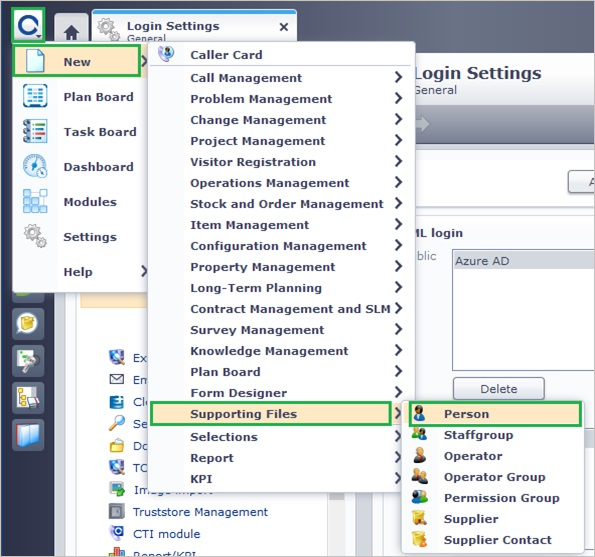 Login Settings
General
New
Plan Board
Task Board
Dashboard
Modules
Settings
Help
Caller Card
Call Management
Problem Management
Change Management
Project Management
Visitor Registration
Operations Management
Stock and Order Management
Item Management
Configuration Management
Property Management
Long-Term Planning
Contract Management and SLM
Survey Management
Knowledge Management
Plan Board
Form Designer
Supporting Files
Selections
Report
KPI
Person
Staffgroup
Operator
Operator Group
Permission Group
Supplier
Supplier Contact
Login Settings
General
A
ML login
blic
Azure AD
Delete
Ex
Em
Cle
Se
Do
TO
Image Import
Truststore Management
CTI module
Report/KPI